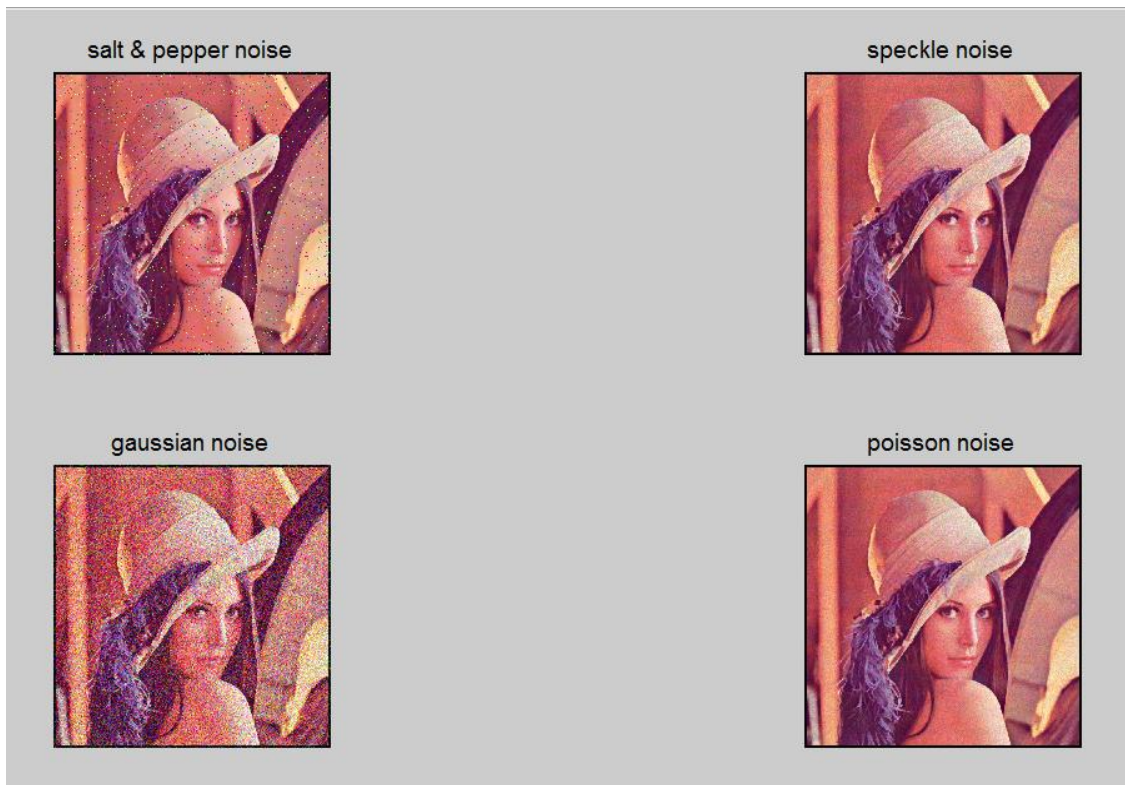 salt & pepper noise
speckle noise
gaussian noise
poisson noise